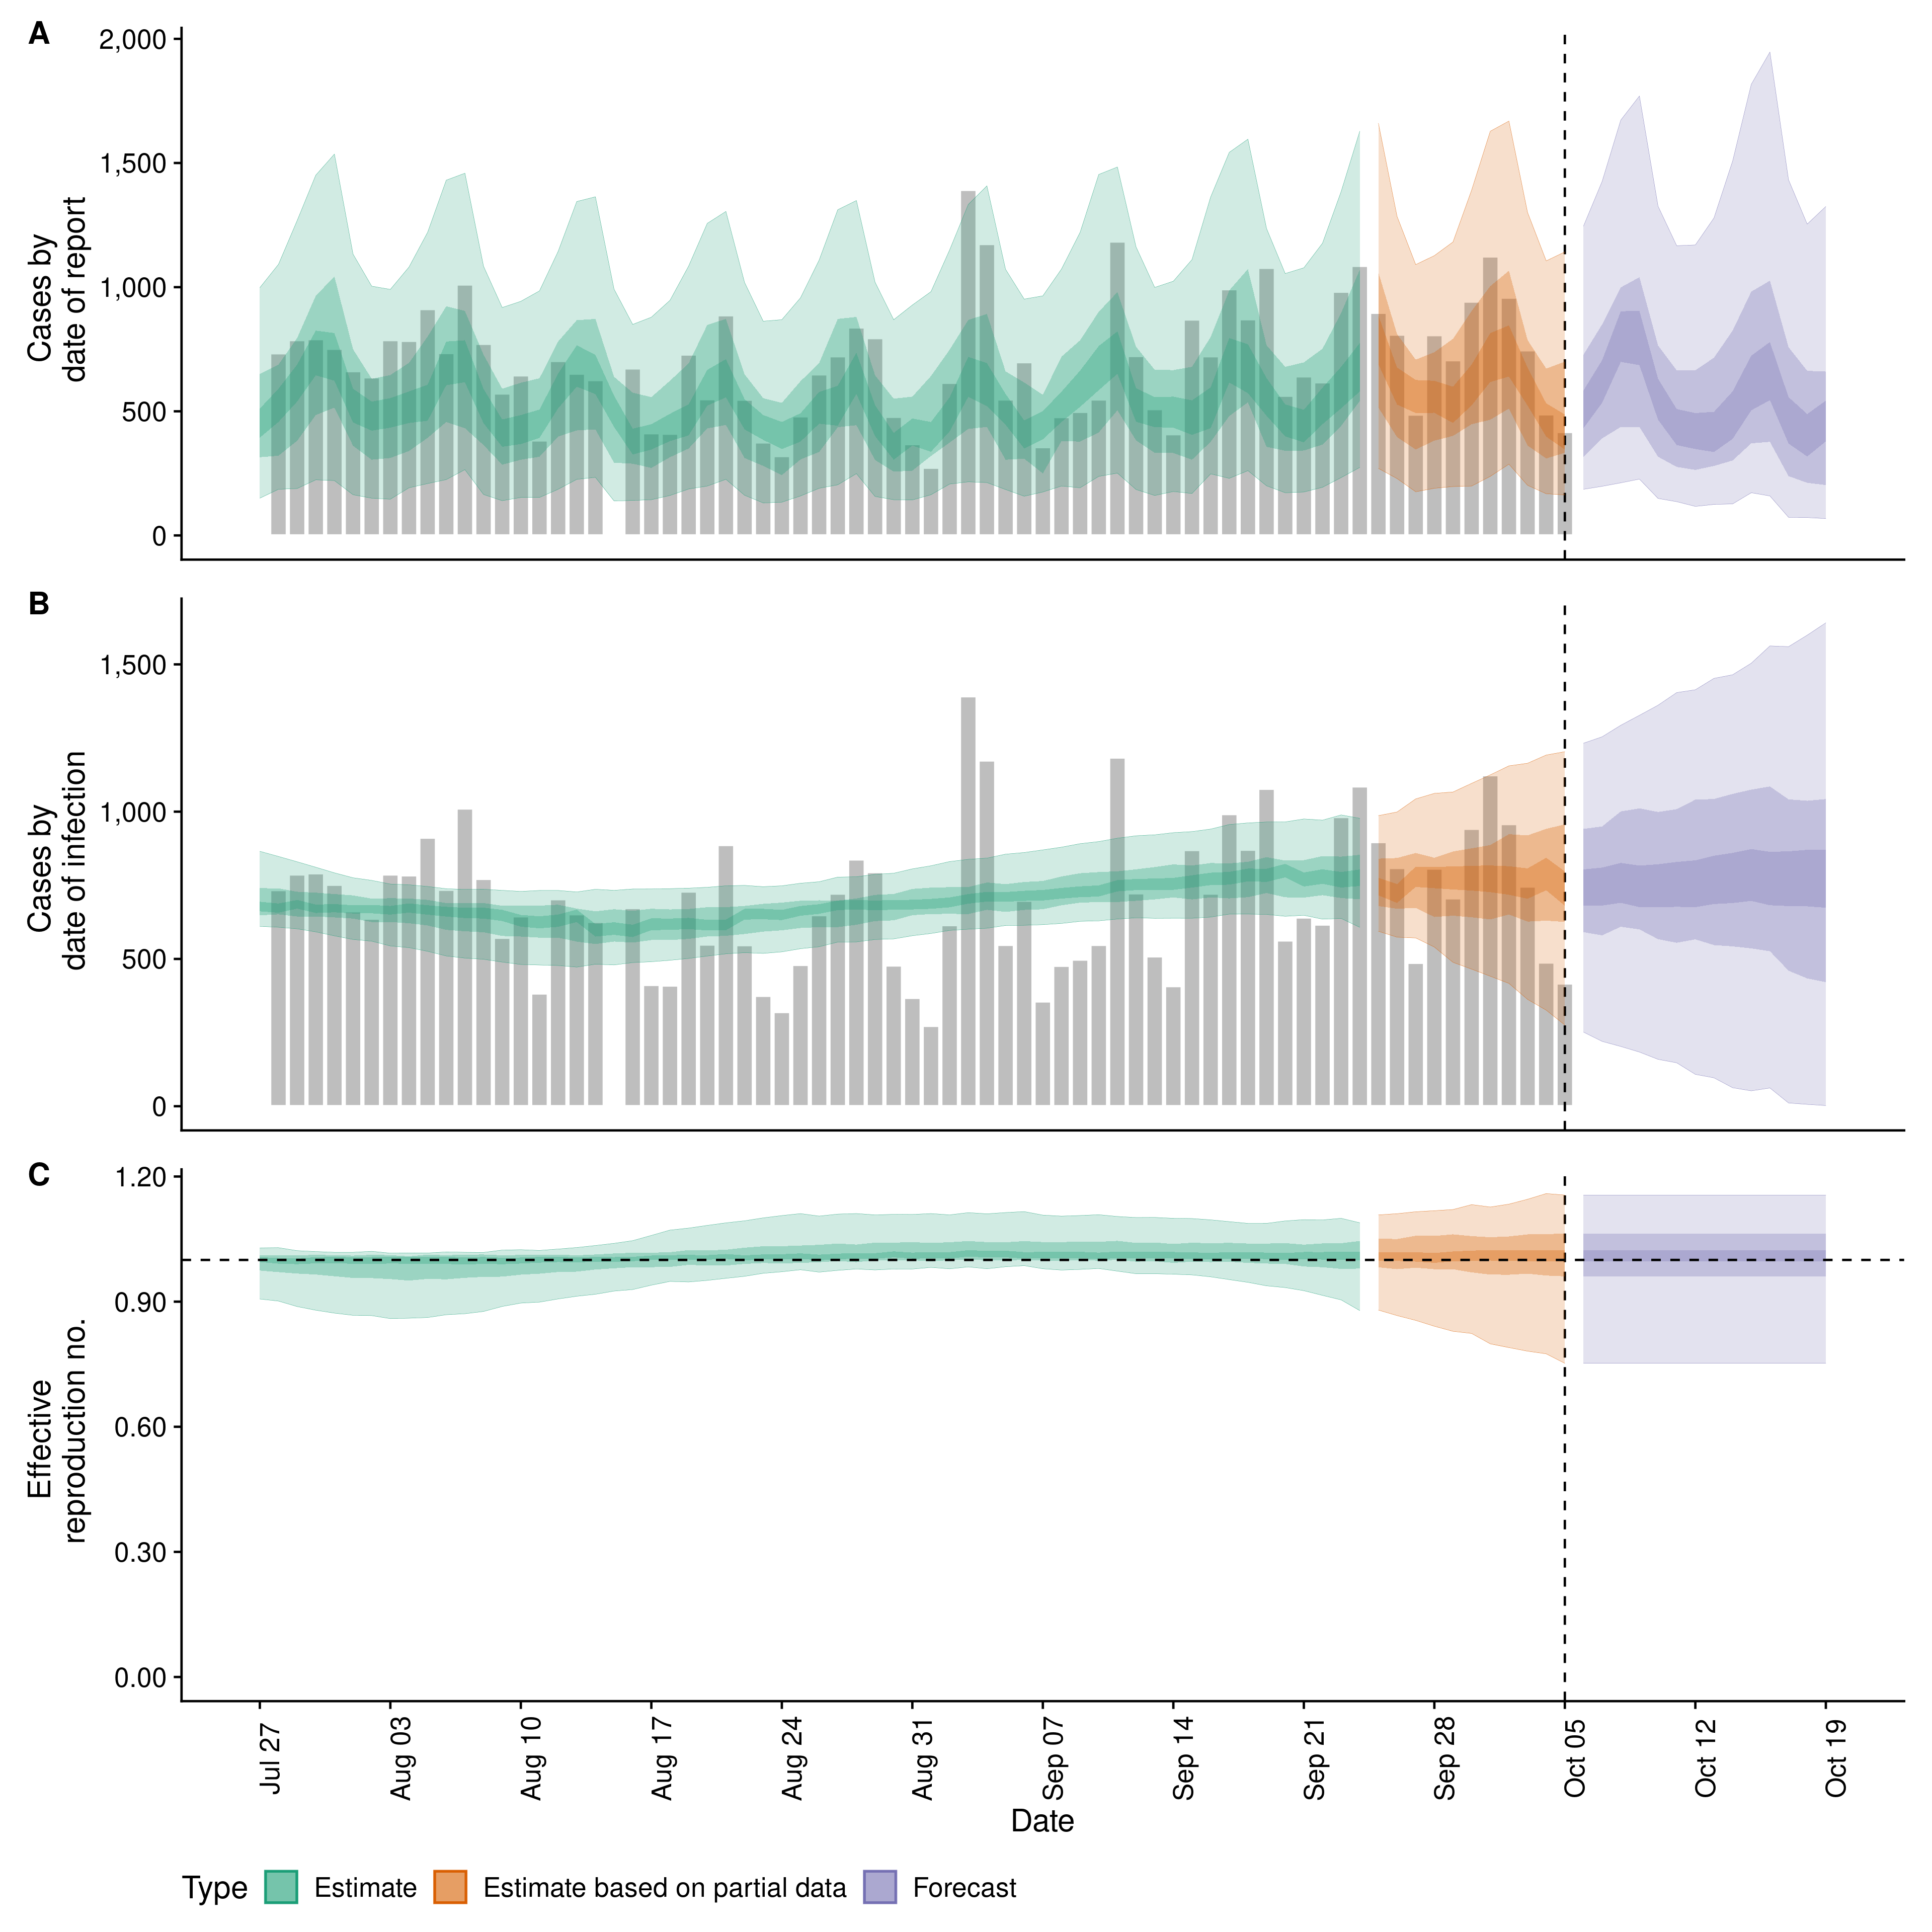 A
2,000
1,500
1,000
500
0
Cases by
date of report
B
1,500
1,000
500
0
Cases by
date of infection
C
1.20
0.90
0.60
0.30
0.00
Effective
reproduction no.
Jul 27
Aug 03
Aug 10
Aug 17
Aug 24
Aug 31
Sep 07
Sep 14
Sep 21
Sep 28
Oct 05
Oct 12
Oct 19
Date
Type Estimate Estimate based on partial data Forecast